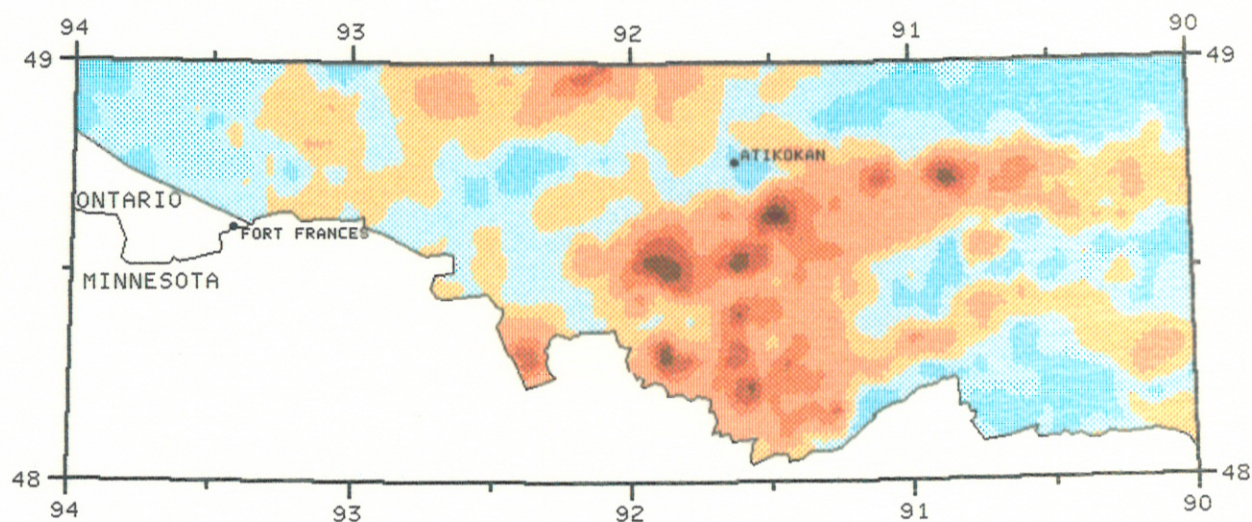 94 93 92 91 90
49 49
ATIKOKAN
ONTARIO
FORT FRANCES
MINNESOTA
48 48
94 93 92 91 90